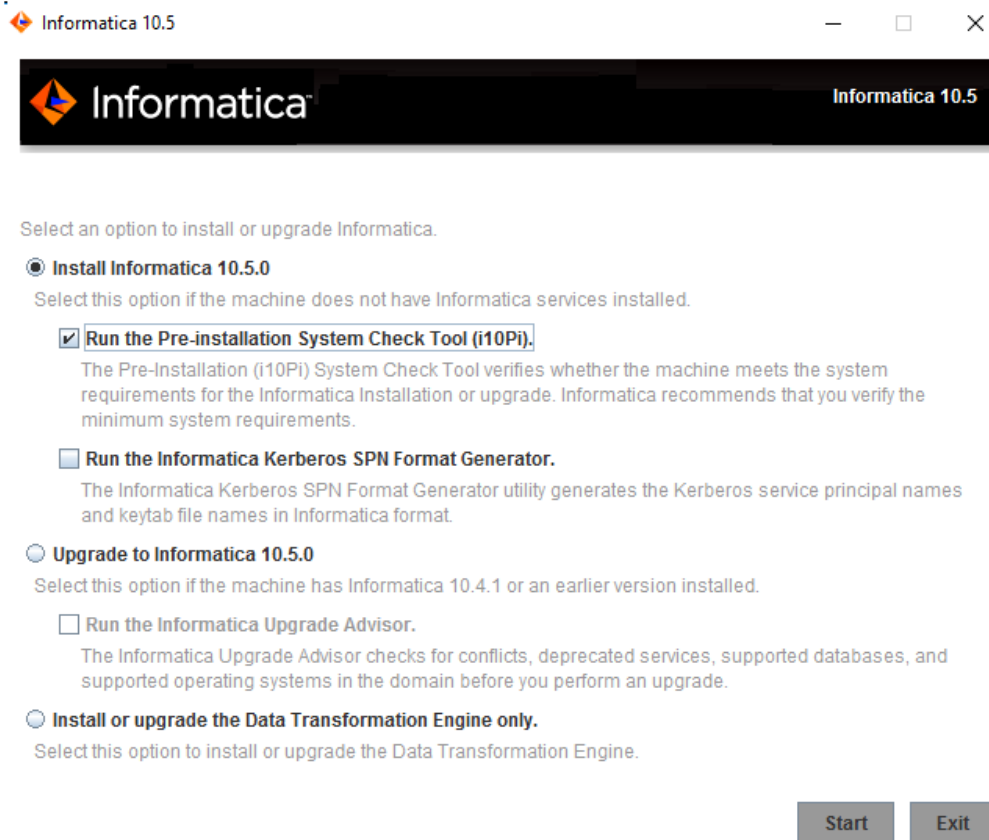 Informatica 10.5
Informatica
Informatica 10.5
Select an option to install or upgrade Informatica.
Install Informatica 10.5.0
Select this option if the machine does not have Informatica services installed.
Run the Pre-installation System Check Tool (i10Pi).
The Pre-Installation (i10Pi) System Check Tool verifies whether the machine meets the system
requirements for the Informatica Installation or upgrade. Informatica recommends that you verify the
minimum system requirements.
Run the Informatica Kerberos SPN Format Generator.
The Informatica Kerberos SPN Format Generator utility generates the Kerberos service principal names
and keytab file names in Informatica format.
Upgrade to Informatica 10.5.0
Select this option if the machine has Informatica 10.4.1 or an earlier version installed.
Run the Informatica Upgrade Advisor.
The Informatica Upgrade Advisor checks for conflicts, deprecated services, supported databases, and
supported operating systems in the domain before you perform an upgrade.
Install or upgrade the Data Transformation Engine only.
Select this option to install or upgrade the Data Transformation Engine.
Start Exit